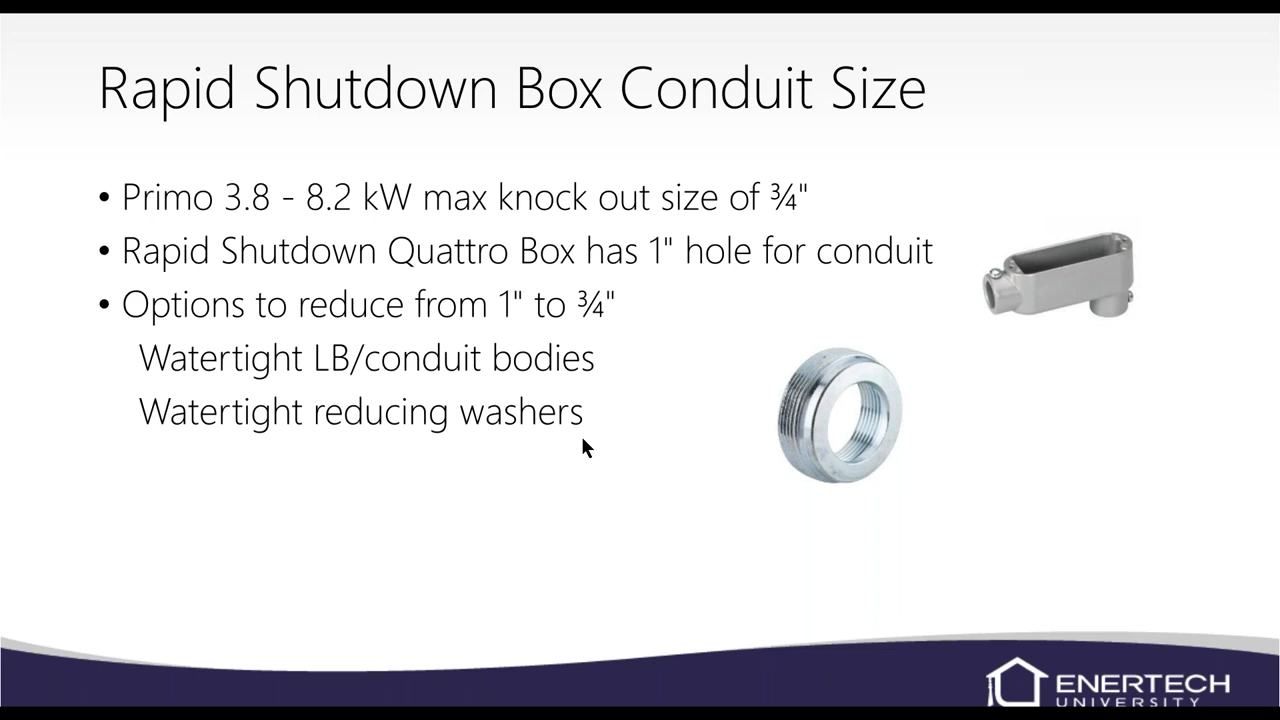 Rapid Shutdown Box Conduit Size
• Primo 3.8 - 8.2 kW max knock out size of ¾"
• Rapid Shutdown Quattro Box has 1" hole for conduit
• Options to reduce from 1" to ¾"
Watertight LB/conduit bodies
Watertight reducing washers
ENERTECH
UNIVERSITY